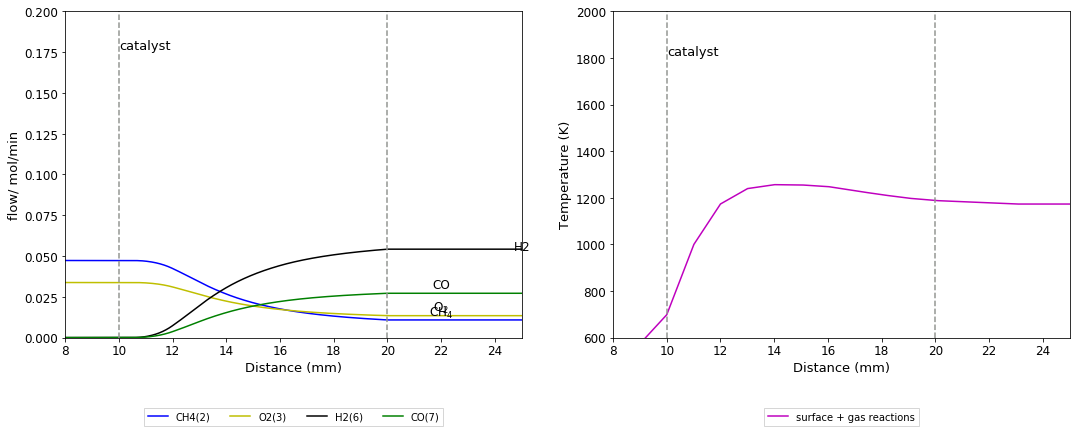 0.200
0.175
0.150
0.125
0.100
0.075
0.050
0.025
0.000
flow/ mol/min
catalyst
H2
CO
O₂
CH₄
8 10 12 14 16 18 20 22 24
Distance (mm)
CH4(2) O2(3) H2(6) CO(7)
2000
1800
1600
1400
1200
1000
800
600
Temperature (K)
catalyst
8 10 12 14 16 18 20 22 24
Distance (mm)
surface + gas reactions